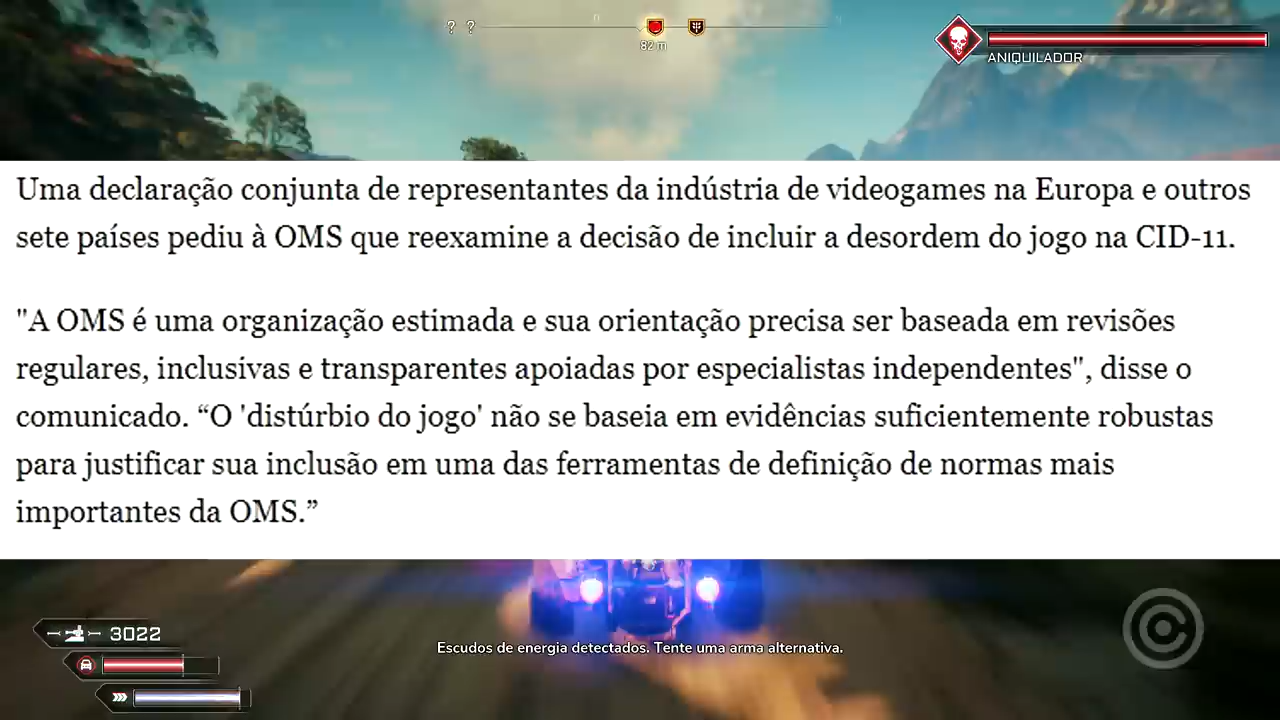 ? ?
82 m
ANIQUILADOR
Uma declaração conjunta de representantes da indústria de videogames na Europa e outros
sete países pediu à OMS que reexamine a decisão de incluir a desordem do jogo na CID-11.
"A OMS é uma organização estimada e sua orientação precisa ser baseada em revisões
regulares, inclusivas e transparentes apoiadas por especialistas independentes", disse o
comunicado. “O 'distúrbio do jogo' não se baseia em evidências suficientemente robustas
para justificar sua inclusão em uma das ferramentas de definição de normas mais
importantes da OMS.”
3022
Escudos de energia detectados. Tente uma arma alternativa.